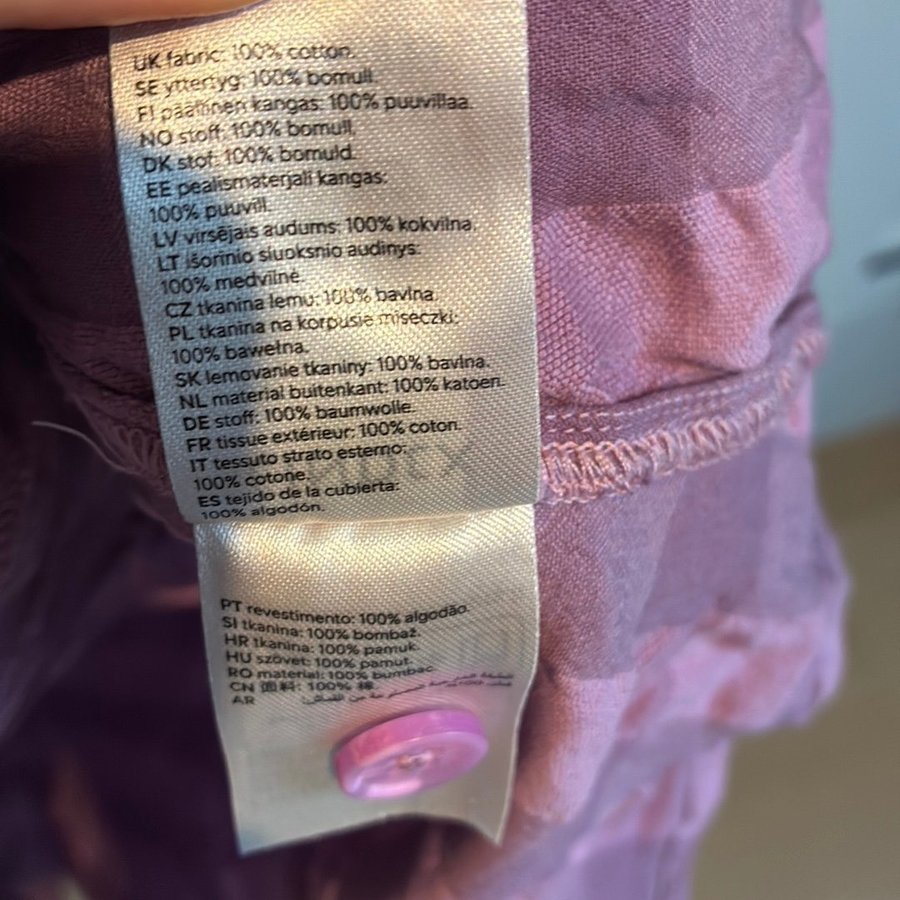 UK fabric: 100% cotton.
SE yttertyg: 100% bomull.
FI päällinen kangas: 100% puuvillaa.
NO stoff: 100% bomull.
DK stof: 100% bomuld.
EE pealismaterjali kangas:
100% puuvill.
LV virsējais audums: 100% kokvilna.
LT išorinio sluoksnio audinys:
100% medvilnė.
CZ tkanina lemu: 100% bavlna.
PL tkanina na korpusie miseczki:
100% bawełna.
SK lemovanie tkaniny: 100% bavlna.
NL material buitenkant: 100% katoen.
DE stoff: 100% baumwolle.
FR tissue extérieur: 100% coton.
IT tessuto strato esterno:
100% cotone.
ES tejido de la cubierta:
100% algodón.
PT revestimento: 100% algodão.
SI tkanina: 100% bombaž.
HR tkanina: 100% pamuk.
HU szövet: 100% pamut.
RO material: 100% bumbac.
CN 面料: 100% 棉.
AR